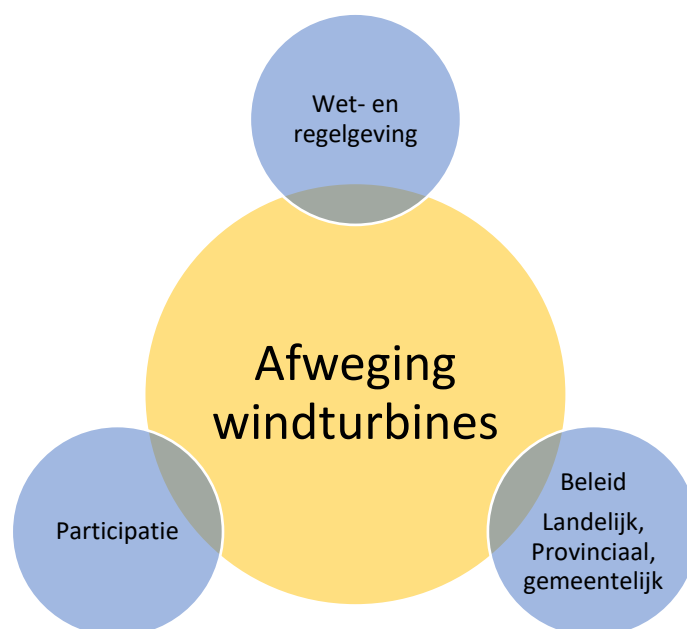 Wet- en
regelgeving
Afweging
windturbines
Participatie
Beleid
Landelijk,
Provinciaal,
gemeentelijk